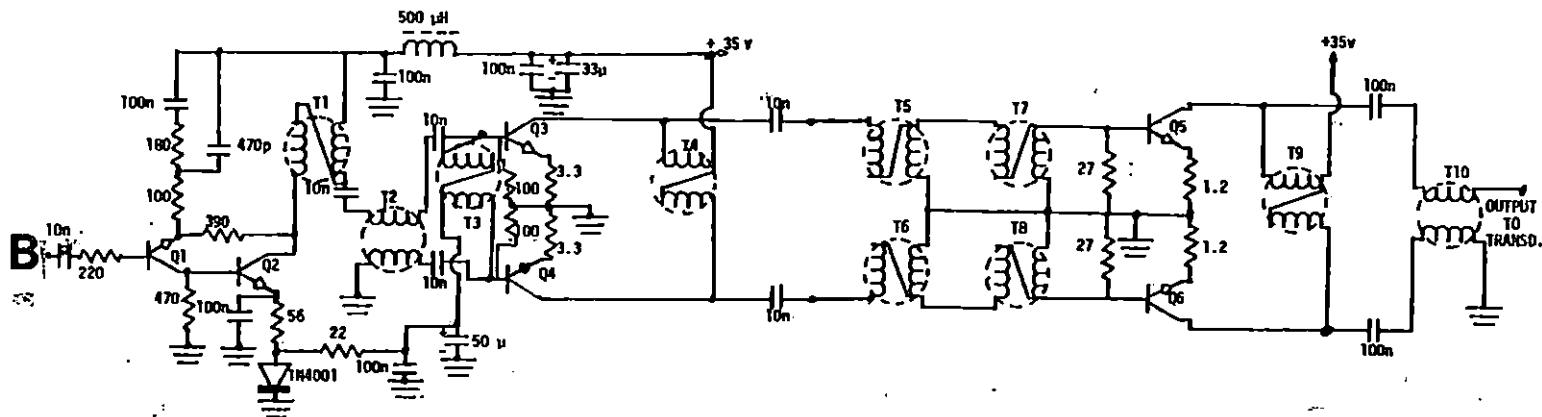 500 μH
+ 35 v
+35v
100n
100n
33μ
100n
100n
T1
10n
Q3
10n
T5
T7
Q5
180
470p
3.3
T4
27
1.2
T9
T10
100
10n
T2
100
T3
OUTPUT
TO
TRANSD.
390
100
T6
T8
27
1.2
B
10n
3.3
Q1
Q2
10n
Q4
Q6
220
470
100n
56
10n
22
50 μ
100n
100n
1N4001